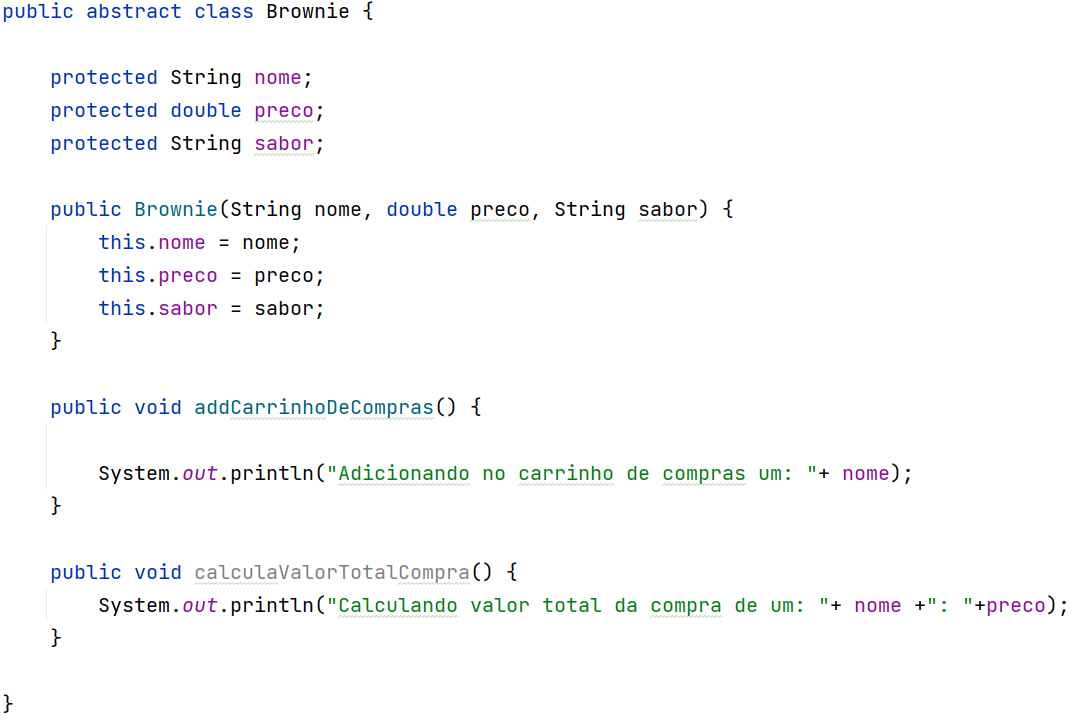 public abstract class Brownie {
    protected String nome;
    protected double preco;
    protected String sabor;
    public Brownie(String nome, double preco, String sabor) {
        this.nome = nome;
        this.preco = preco;
        this.sabor = sabor;
    }
    public void addCarrinhoDeCompras() {
        System.out.println("Adicionando no carrinho de compras um: "+ nome);
    }
    public void calculaValorTotalCompra() {
        System.out.println("Calculando valor total da compra de um: "+ nome +": "+preco);
    }
}